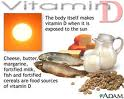 Vitamin D
The body itself makes
vitamin D when it is
exposed to the sun
Cheese, butter,
margarine,
fortified milk,
fish and fortified
cereals are food sources
of vitamin D
ADAM